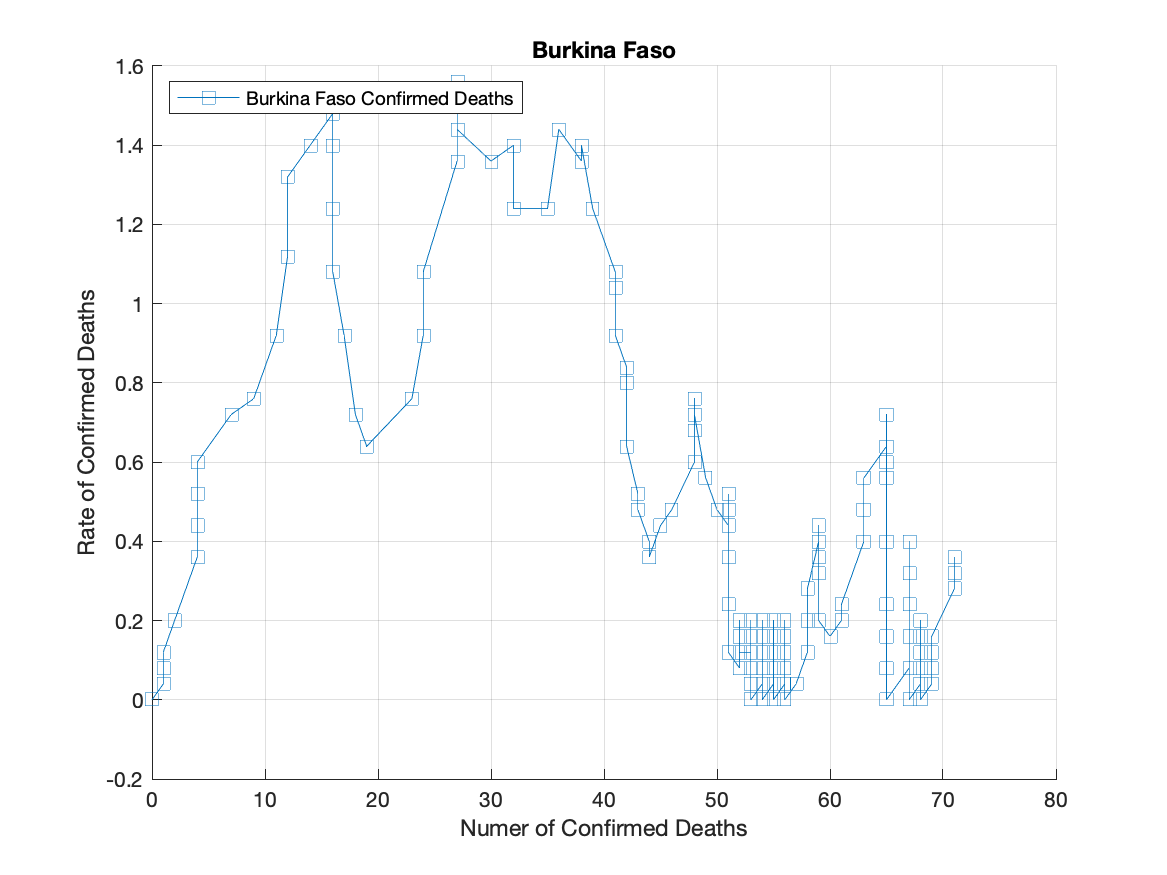 Burkina Faso
1.6
Burkina Faso Confirmed Deaths
1.4
1.2
1
0.8
0.6
0.4
0.2
0
-0.2
Rate of Confirmed Deaths
0 10 20 30 40 50 60 70 80
Numer of Confirmed Deaths